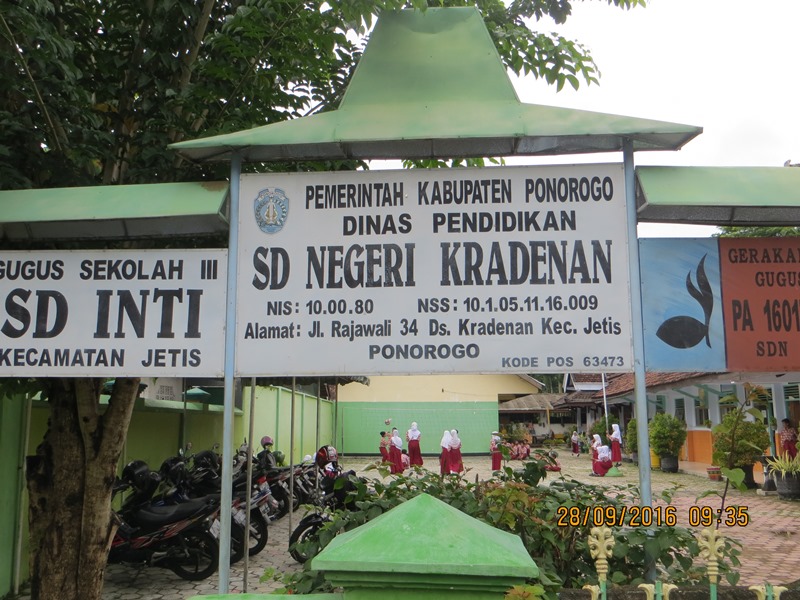 GUGUS SEKOLAH III
SD INTI
KECAMATAN JETIS
PEMERINTAH KABUPATEN PONOROGO
DINAS PENDIDIKAN
SD NEGERI KRADENAN
NIS: 10.00.80 NSS: 10.1.05.11.16.009
Alamat: Jl. Rajawali 34 Ds. Kradenan Kec. Jetis
PONOROGO
KODE POS 63473
GERAKA
GUGU
PA 1601
SDN
28/09/2016 09:35